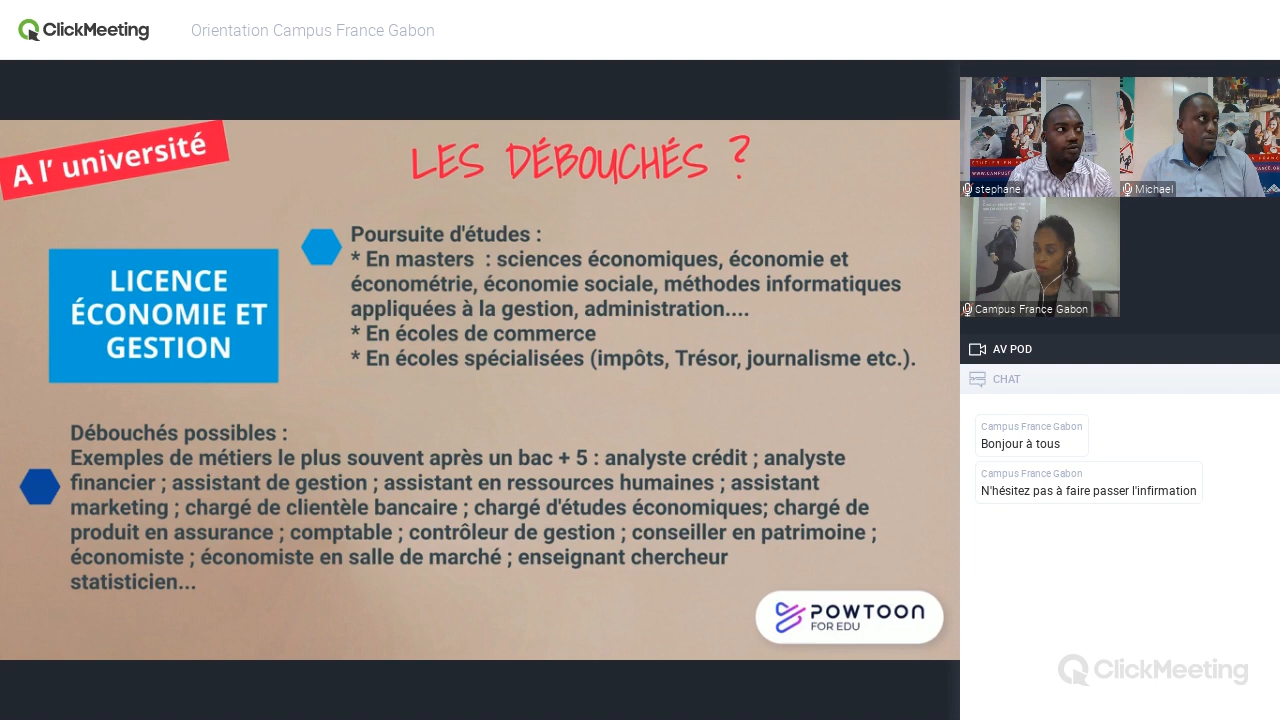 ClickMeeting
Orientation Campus France Gabon
A l' université
LES DÉBOUCHÉS ?
LICENCE
ÉCONOMIE ET
GESTION
Poursuite d'études :
* En masters : sciences économiques, économie et
économétrie, économie sociale, méthodes informatiques
appliquées à la gestion, administration....
* En écoles de commerce
* En écoles spécialisées (impôts, Trésor, journalisme etc.).
Débouchés possibles :
Exemples de métiers le plus souvent après un bac + 5 : analyste crédit ; analyste
financier ; assistant de gestion ; assistant en ressources humaines ; assistant
marketing ; chargé de clientèle bancaire ; chargé d'études économiques; chargé de
produit en assurance ; comptable ; contrôleur de gestion ; conseiller en patrimoine ;
économiste ; économiste en salle de marché ; enseignant chercheur
statisticien...
POWTOON
FOR EDU
stephane
Michael
Campus France Gabon
AV POD
CHAT
Campus France Gabon
Bonjour à tous
Campus France Gabon
N'hésitez pas à faire passer l'infirmation
ClickMeeting